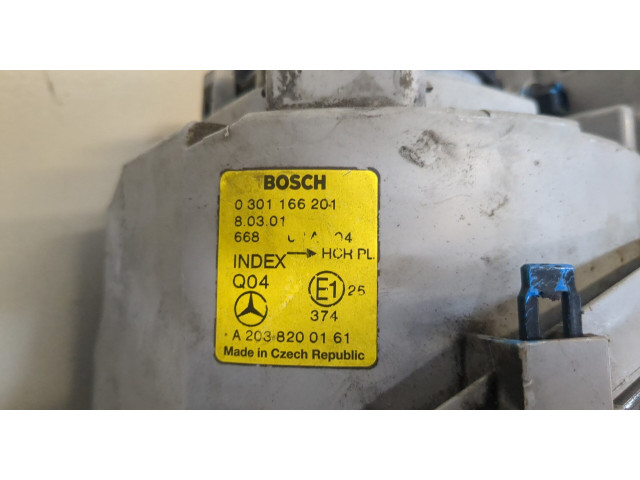 BOSCH
0 301 166 201
8.03.01
668 04
INDEX → HCR PL.
Q04 E1 25
374
A 203 820 01 61
Made in Czech Republic